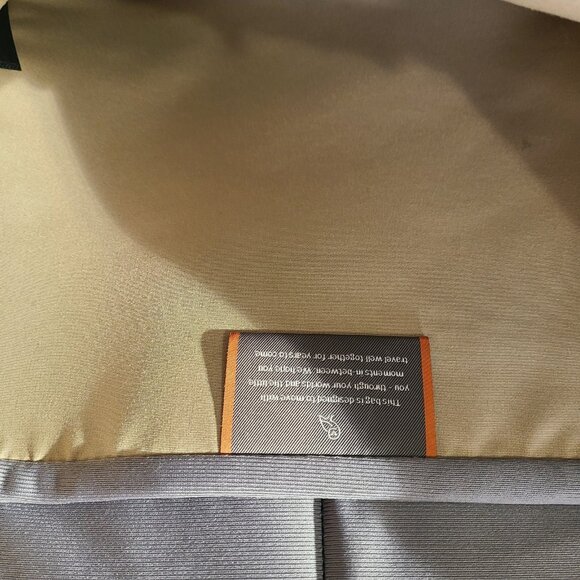 This bag is designed to move with
you - through your worlds and the little
moments in-between. We hope you
travel well together for years to come